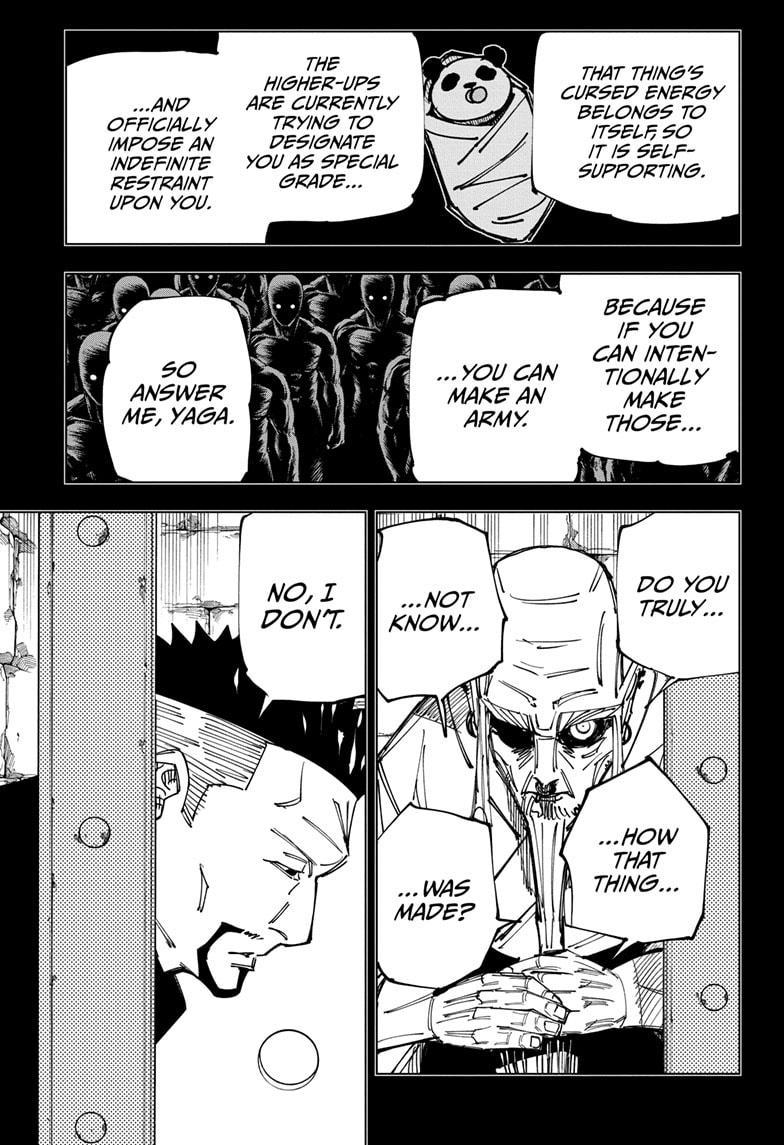 THAT THING'S
CURSED ENERGY
BELONGS TO
ITSELF, SO
IT IS SELF-
SUPPORTING.
THE
HIGHER-UPS
ARE CURRENTLY
TRYING TO
DESIGNATE
YOU AS SPECIAL
GRADE...
...AND
OFFICIALLY
IMPOSE AN
INDEFINITE
RESTRAINT
UPON YOU.
BECAUSE
IF YOU
CAN INTEN-
TIONALLY
MAKE
THOSE...
...YOU CAN
MAKE AN
ARMY.
SO
ANSWER
ME, YAGA.
DO YOU
TRULY...
...NOT
KNOW...
...HOW
THAT
THING...
...WAS
MADE?
NO, I
DON'T.